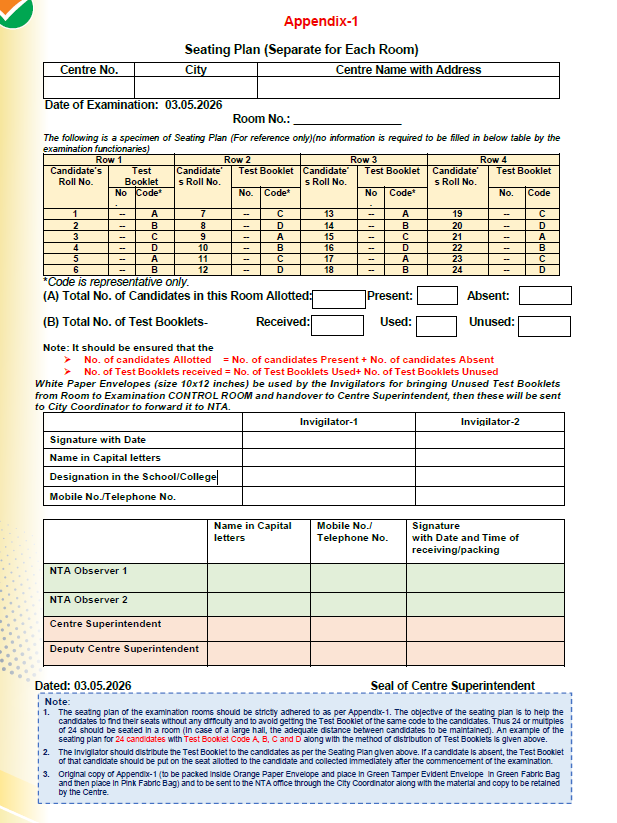 Appendix-1
Seating Plan (Separate for Each Room)
Centre No. City Centre Name with Address
Date of Examination: 03.05.2026
Room No.: ________________
The following is a specimen of Seating Plan (For reference only)(no information is required to be filled in below table by the
examination functionaries)
Row 1 Row 2 Row 3 Row 4
Candidate's Test Candidate' Test Booklet Candidate' Test Booklet Candidate' Test Booklet
Roll No. Booklet s Roll No. s Roll No. s Roll No.
No Code* No. Code* No Code* No. Code
. .
1 -- A 7 -- C 13 -- A 19 -- C
2 -- B 8 -- D 14 -- B 20 -- D
3 -- C 9 -- A 15 -- C 21 -- A
4 -- D 10 -- B 16 -- D 22 -- B
5 -- A 11 -- C 17 -- A 23 -- C
6 -- B 12 -- D 18 -- B 24 -- D
*Code is representative only.
(A) Total No. of Candidates in this Room Allotted: Present: Absent:
(B) Total No. of Test Booklets- Received: Used: Unused:
Note: It should be ensured that the
➢ No. of candidates Allotted = No. of candidates Present + No. of candidates Absent
➢ No. of Test Booklets received = No. of Test Booklets Used+ No. of Test Booklets Unused
White Paper Envelopes (size 10x12 inches) be used by the Invigilators for bringing Unused Test Booklets
from Room to Examination CONTROL ROOM and handover to Centre Superintendent, then these will be sent
to City Coordinator to forward it to NTA.
Invigilator-1 Invigilator-2
Signature with Date
Name in Capital letters
Designation in the School/College
Mobile No./Telephone No.
Name in Capital Mobile No./ Signature
letters Telephone No. with Date and Time of
receiving/packing
NTA Observer 1
NTA Observer 2
Centre Superintendent
Deputy Centre Superintendent
Dated: 03.05.2026 Seal of Centre Superintendent
Note:
1. The seating plan of the examination rooms should be strictly adhered to as per Appendix-1. The objective of the seating plan is to help the
candidates to find their seats without any difficulty and to avoid getting the Test Booklet of the same code to the candidates. Thus 24 or multiples
of 24 should be seated in a room (In case of a large hall, the adequate distance between candidates to be maintained). An example of the
seating plan for 24 candidates with Test Booklet Code A, B, C and D along with the method of distribution of Test Booklets is given above.
2. The Invigilator should distribute the Test Booklet to the candidates as per the Seating Plan given above. If a candidate is absent, the Test Booklet
of that candidate should be put on the seat allotted to the candidate and collected immediately after the commencement of the examination.
3. Original copy of Appendix-1 (to be packed inside Orange Paper Envelope and place in Green Tamper Evident Envelope in Green Fabric Bag
and then place in Pink Fabric Bag) and to be sent to the NTA office through the City Coordinator along with the material and copy to be retained
by the Centre.